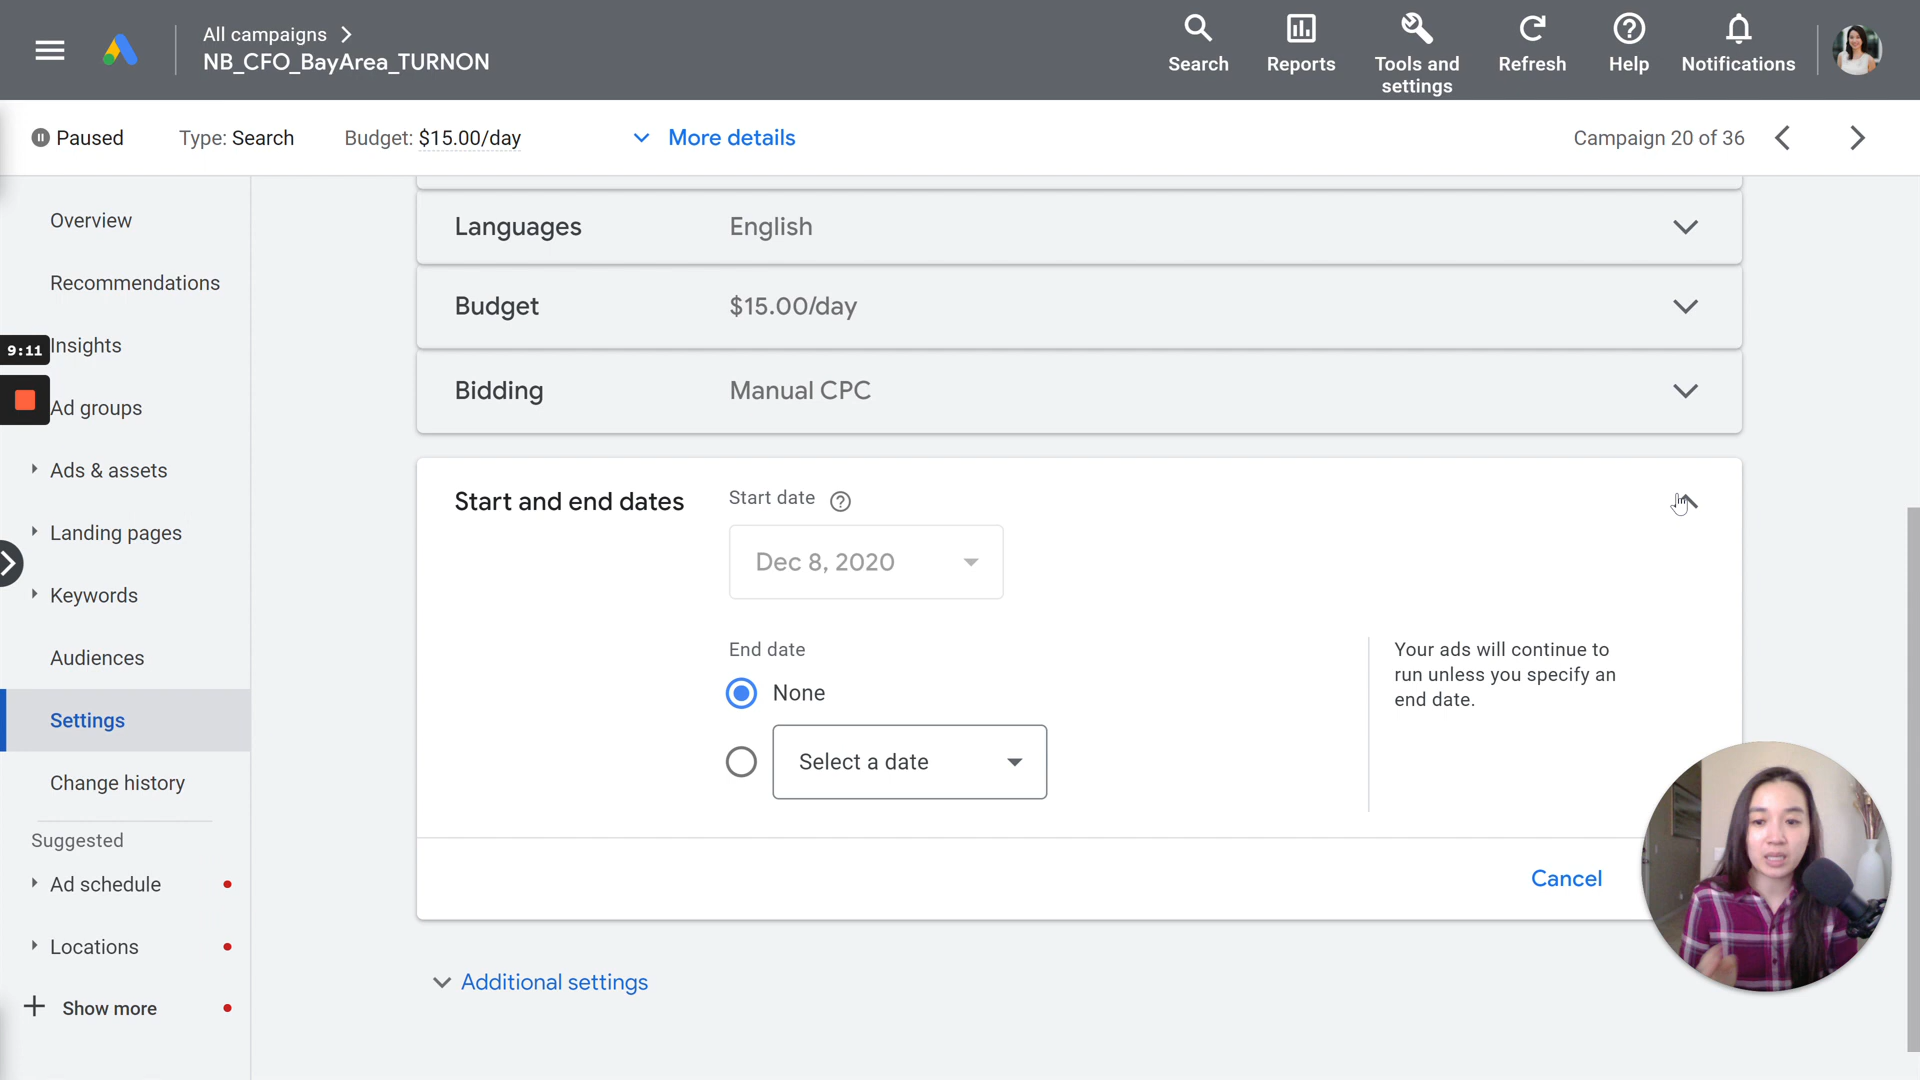 All campaigns
NB_CFO_BayArea_TURNON
Search
Reports
Tools and
settings
Refresh
Help
Notifications
Paused
Type: Search
Budget: $15.00/day
More details
Campaign 20 of 36
Overview
Recommendations
9:11
Insights
Ad groups
Ads & assets
Landing pages
Keywords
Audiences
Settings
Change history
Suggested
Ad schedule
Locations
Show more
Languages
English
Budget
$15.00/day
Bidding
Manual CPC
Start and end dates
Start date
Dec 8, 2020
End date
None
Select a date
Your ads will continue to
run unless you specify an
end date.
Cancel
Additional settings